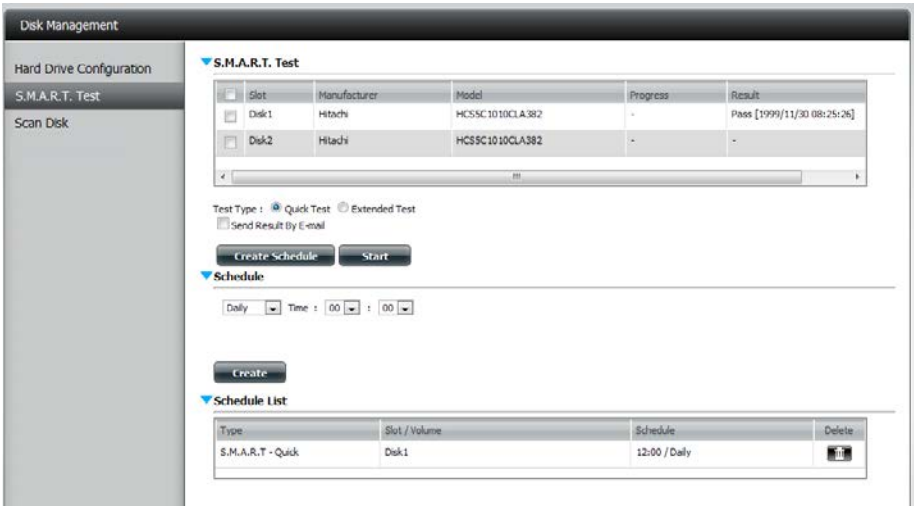 Disk Management
Hard Drive Configuration
S.M.A.R.T. Test
Scan Disk
S.M.A.R.T. Test
Slot Manufacturer Model Progress Result
Disk1 Hitachi HCS5C1010CLA382 - Pass [1999/11/30 08:25:26]
Disk2 Hitachi HCS5C1010CLA382 - -
Test Type : Quick Test Extended Test
Send Result By E-mail
Create Schedule Start
Schedule
Daily Time : 00 : 00
Create
Schedule List
Type Slot / Volume Schedule Delete
S.M.A.R.T - Quick Disk1 12:00 / Daily